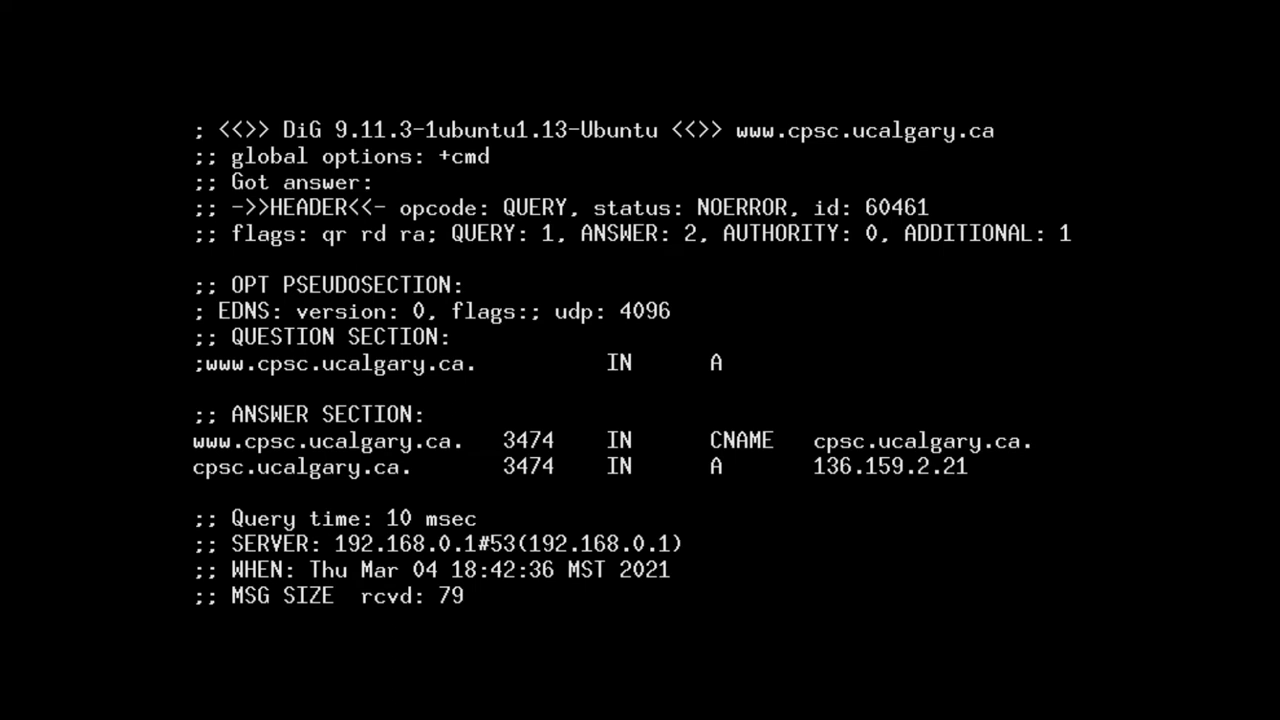 ; <<>> DiG 9.11.3-1ubuntu1.13-Ubuntu <<>> www.cpsc.ucalgary.ca
;; global options: +cmd
;; Got answer:
;; ->>HEADER<<- opcode: QUERY, status: NOERROR, id: 60461
;; flags: qr rd ra; QUERY: 1, ANSWER: 2, AUTHORITY: 0, ADDITIONAL: 1
;; OPT PSEUDOSECTION:
; EDNS: version: 0, flags:; udp: 4096
;; QUESTION SECTION:
;www.cpsc.ucalgary.ca. IN A
;; ANSWER SECTION:
www.cpsc.ucalgary.ca. 3474 IN CNAME cpsc.ucalgary.ca.
cpsc.ucalgary.ca. 3474 IN A 136.159.2.21
;; Query time: 10 msec
;; SERVER: 192.168.0.1#53(192.168.0.1)
;; WHEN: Thu Mar 04 18:42:36 MST 2021
;; MSG SIZE  rcvd: 79